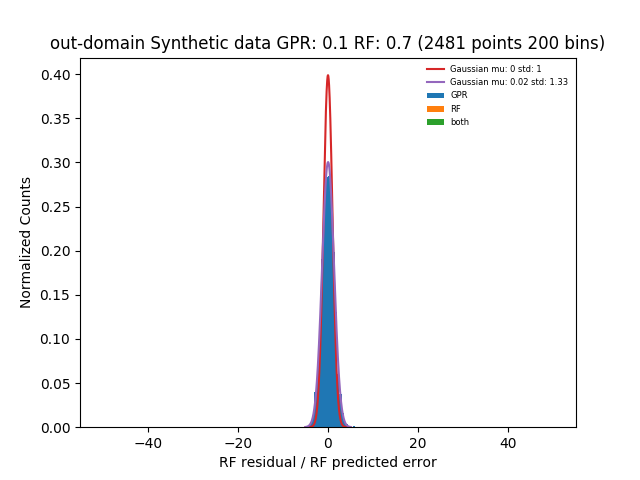 out-domain Synthetic data GPR: 0.1 RF: 0.7 (2481 points 200 bins)
Gaussian mu: 0 std: 1
Gaussian mu: 0.02 std: 1.33
GPR
RF
both
0.40
0.35
0.30
0.25
0.20
0.15
0.10
0.05
0.00
Normalized Counts
−40
−20
0
20
40
RF residual / RF predicted error